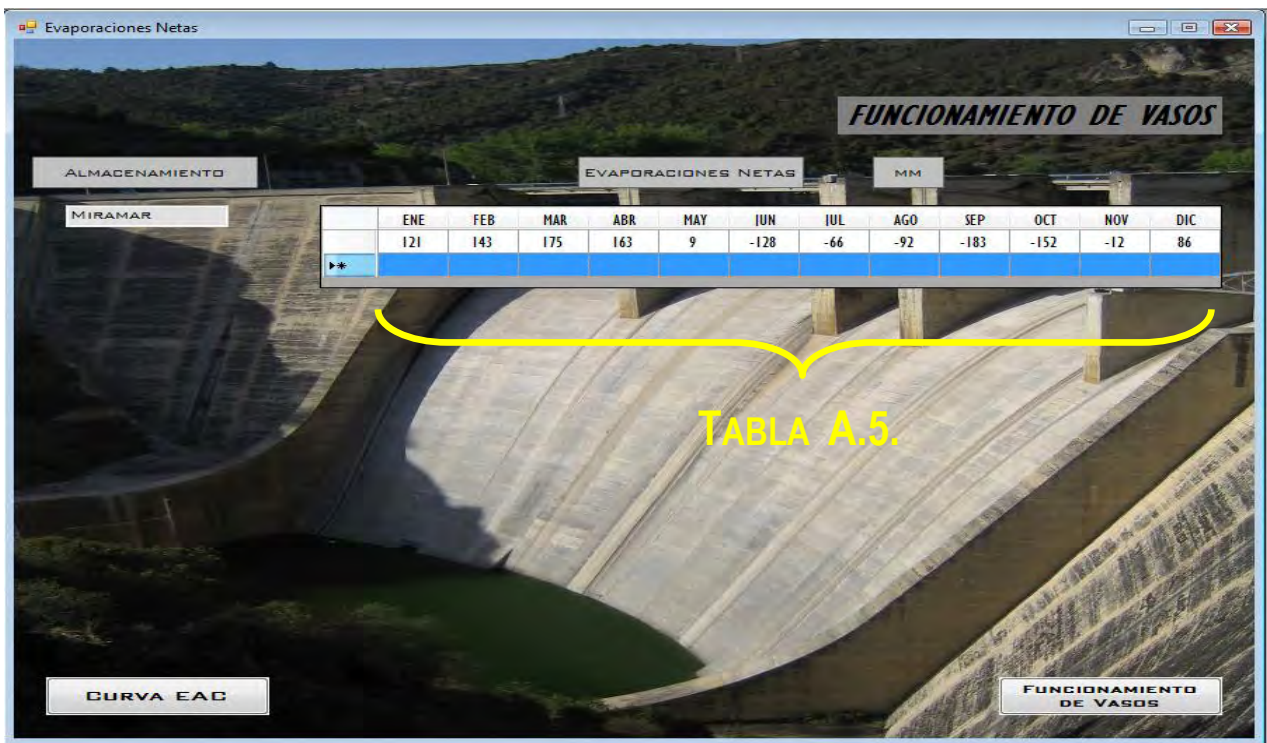 Evaporaciones Netas
FUNCIONAMIENTO DE VASOS
ALMACENAMIENTO
EVAPORACIONES NETAS
MM
MIRAMAR
ENE FEB MAR ABR MAY JUN JUL AGO SEP OCT NOV DIC
121 143 175 163 9 -128 -66 -92 -183 -152 -12 86
TABLA A.5.
CURVA EAC
FUNCIONAMIENTO
DE VASOS